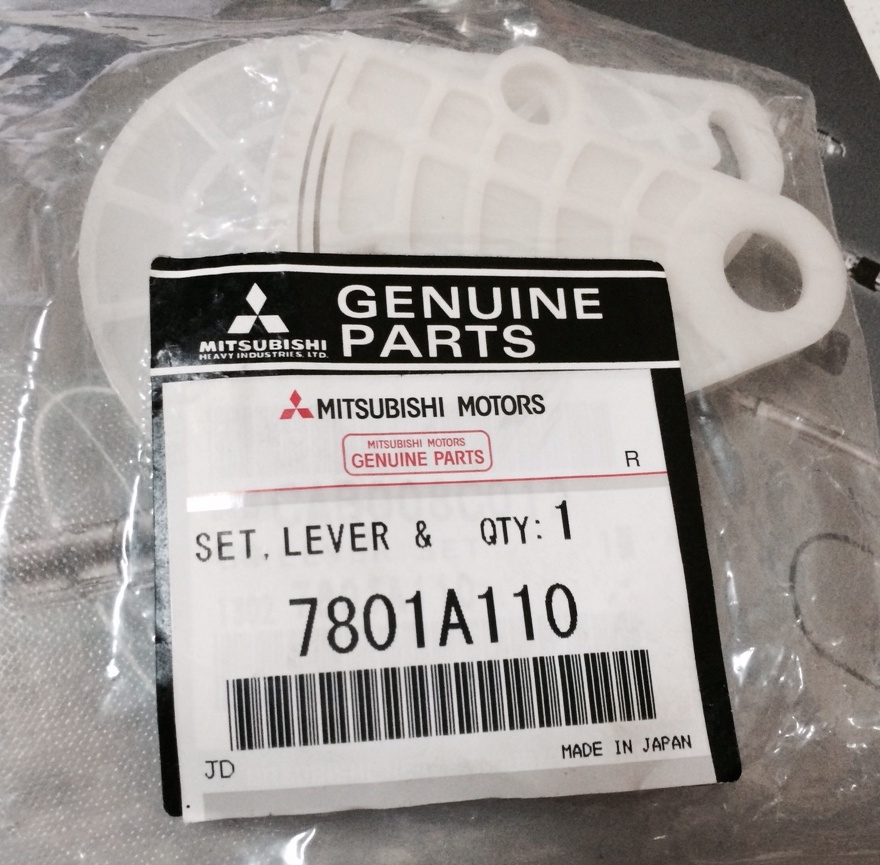 GENUINE
PARTS
MITSUBISHI
HEAVY INDUSTRIES, LTD.
MITSUBISHI MOTORS
MITSUBISHI MOTORS
GENUINE PARTS
R
SET, LEVER & QTY: 1
7801A110
JD MADE IN JAPAN